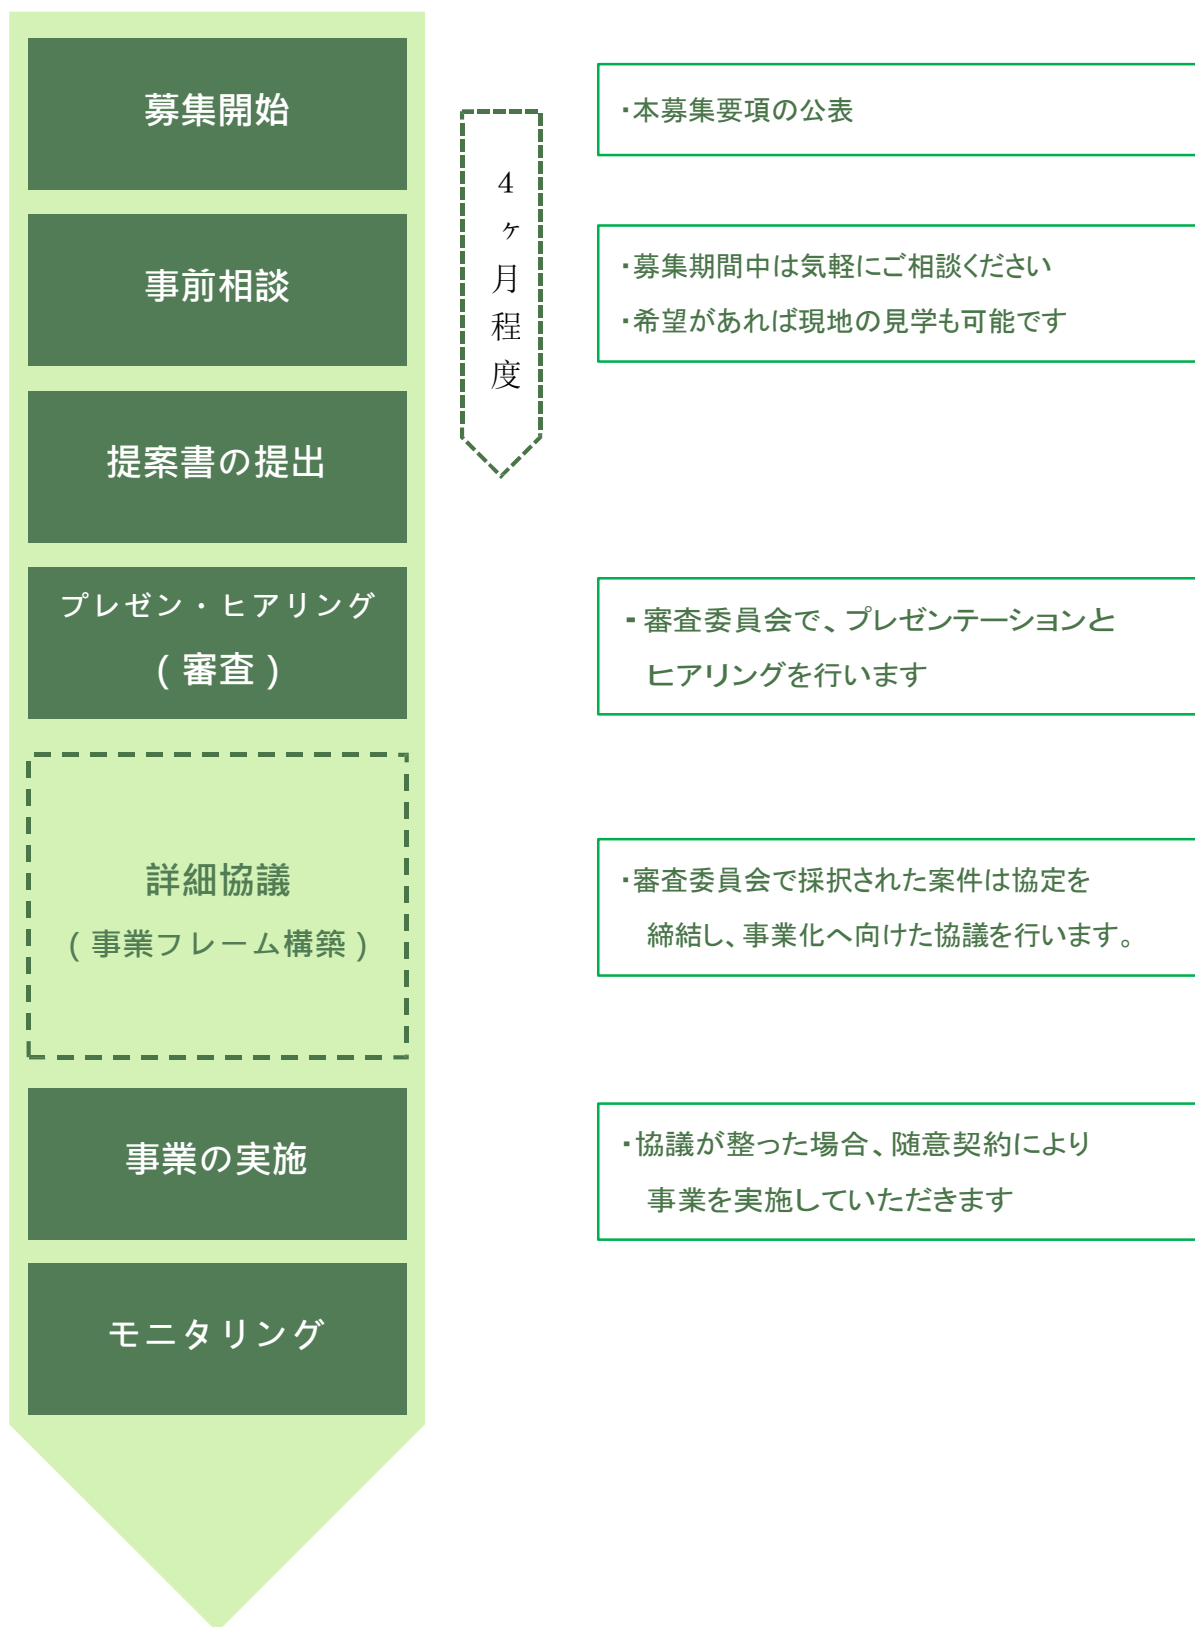 募集開始
・本募集要項の公表
4ヶ月程度
事前相談
・募集期間中は気軽にご相談ください
・希望があれば現地の見学も可能です
提案書の提出
プレゼン・ヒアリング
(審査)
・審査委員会で、プレゼンテーションと
ヒアリングを行います
詳細協議
(事業フレーム構築)
・審査委員会で採択された案件は協定を
締結し、事業化へ向けた協議を行います。
事業の実施
・協議が整った場合、随意契約により
事業を実施していただきます
モニタリング